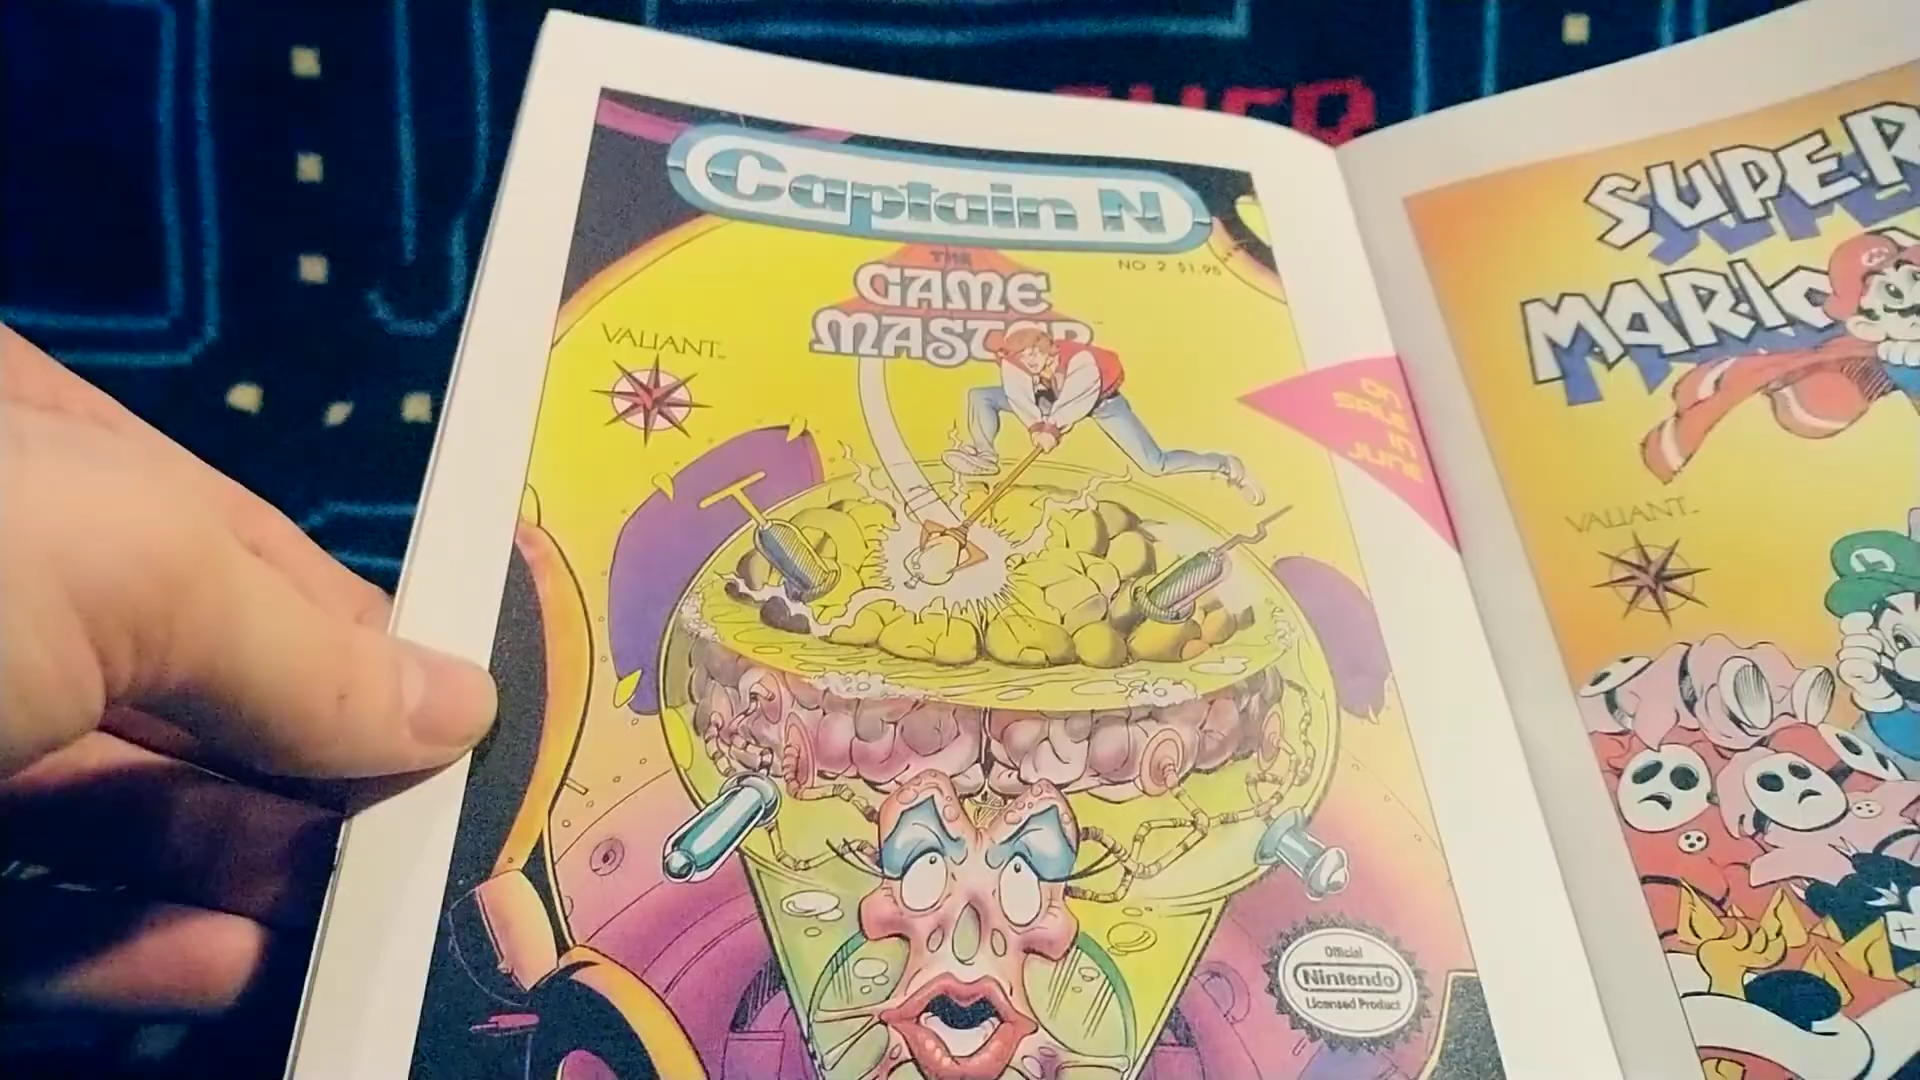 OVER
Captain N
THE
GAME
MASTER
NO 2 $1.95
VALIANT
ON
SALE
JUNE
Official
Nintendo
Licensed Product
SUPER
MARIO
VALIANT
L